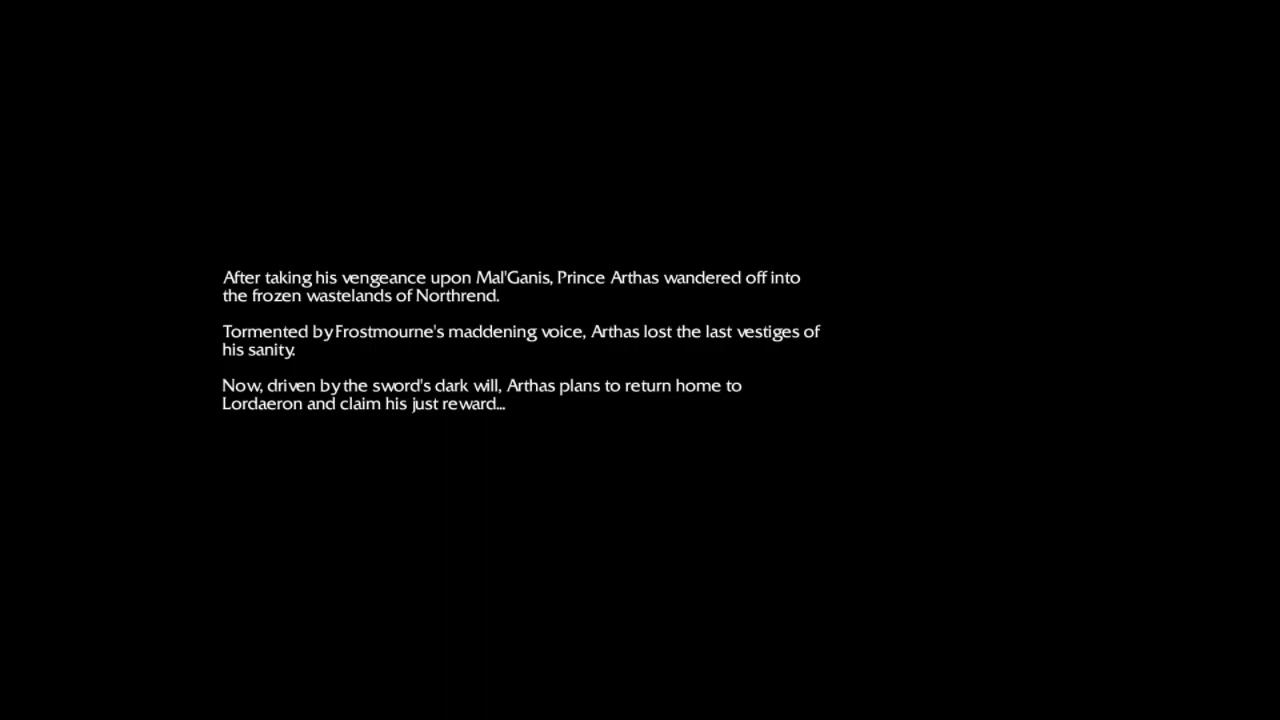 After taking his vengeance upon Mal'Ganis, Prince Arthas wandered off into
the frozen wastelands of Northrend.
Tormented by Frostmourne's maddening voice, Arthas lost the last vestiges of
his sanity.
Now, driven by the sword's dark will, Arthas plans to return home to
Lordaeron and claim his just reward...